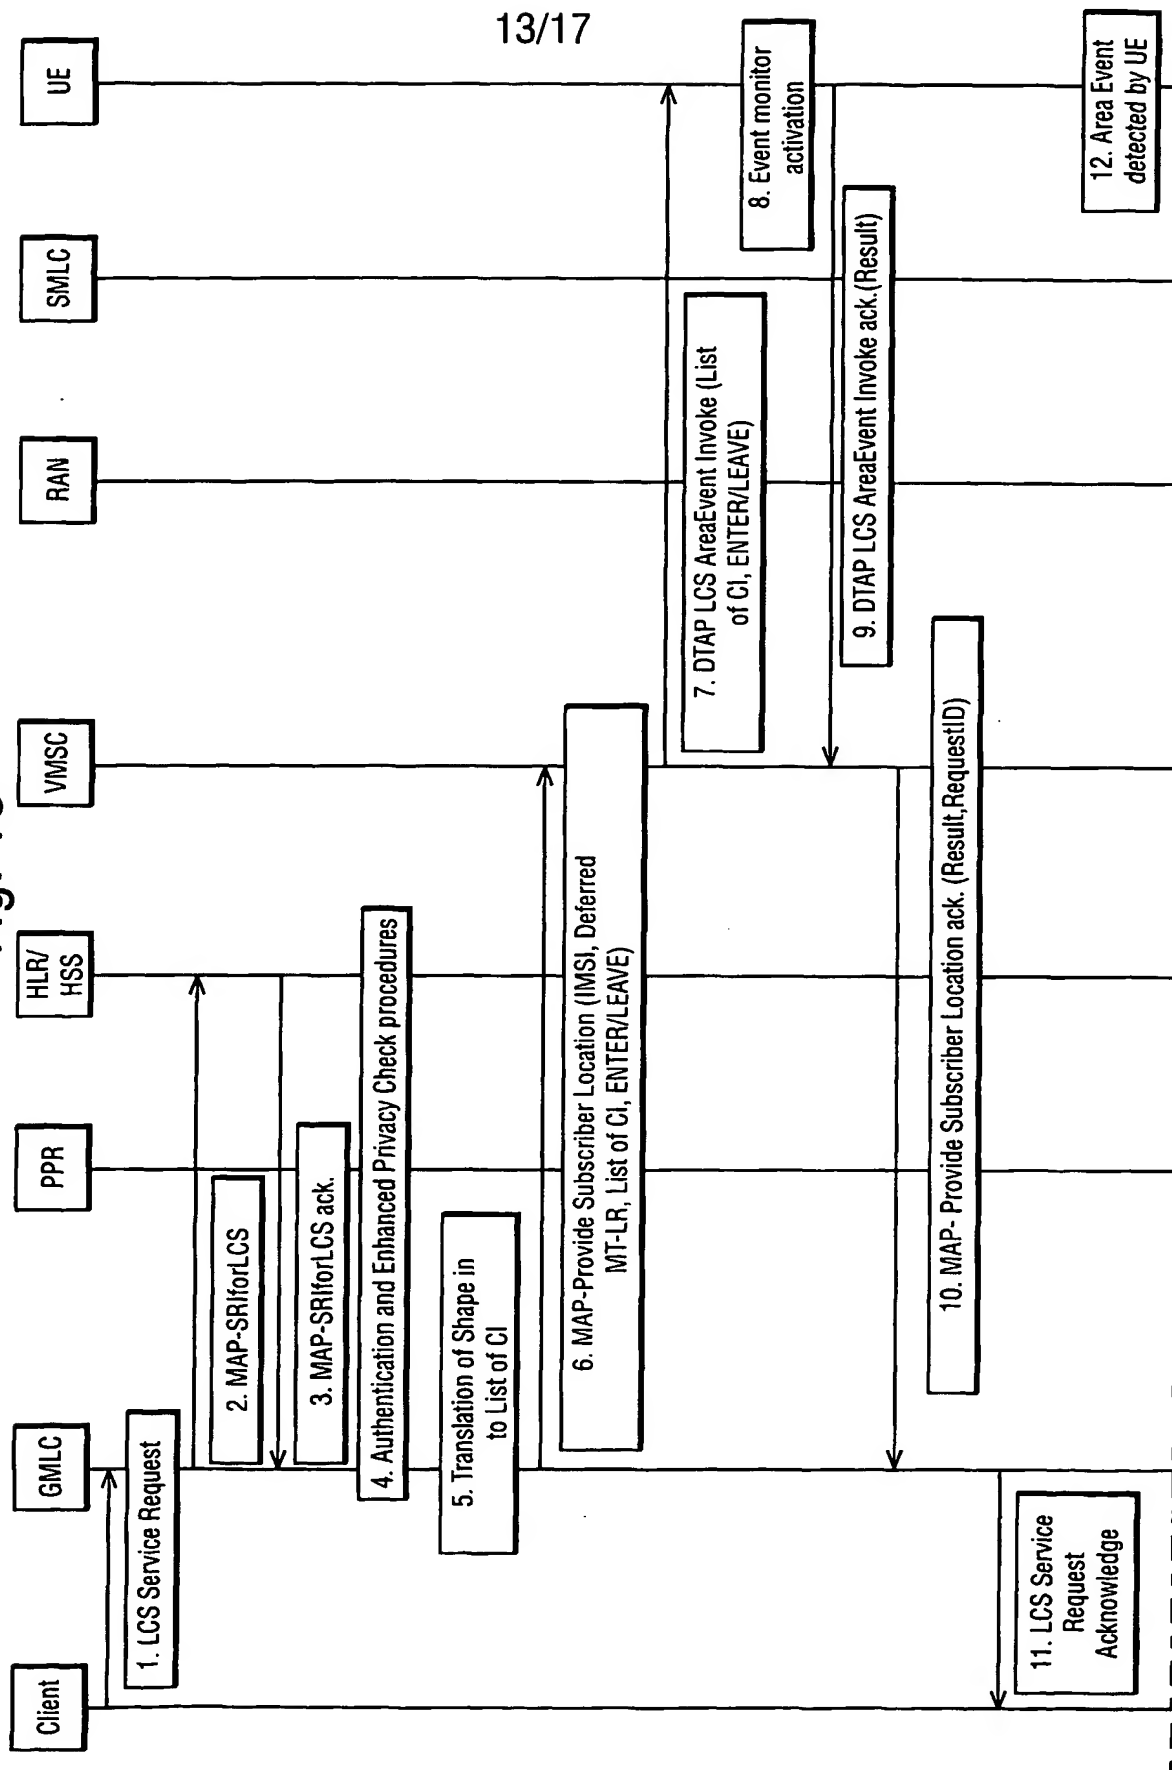 13/17
Client
GMLC
PPR
HLR/
HSS
VMSC
RAN
SMLC
UE
1. LCS Service Request
2. MAP-SRIforLCS
3. MAP-SRIforLCS ack.
4. Authentication and Enhanced Privacy Check procedures
5. Translation of Shape in
to List of CI
6. MAP-Provide Subscriber Location (IMSI, Deferred
MT-LR, List of CI, ENTER/LEAVE)
7. DTAP LCS AreaEvent Invoke (List
of CI, ENTER/LEAVE)
8. Event monitor
activation
9. DTAP LCS AreaEvent Invoke ack.(Result)
10. MAP- Provide Subscriber Location ack. (Result,RequestID)
11. LCS Service
Request
Acknowledge
12. Area Event
detected by UE